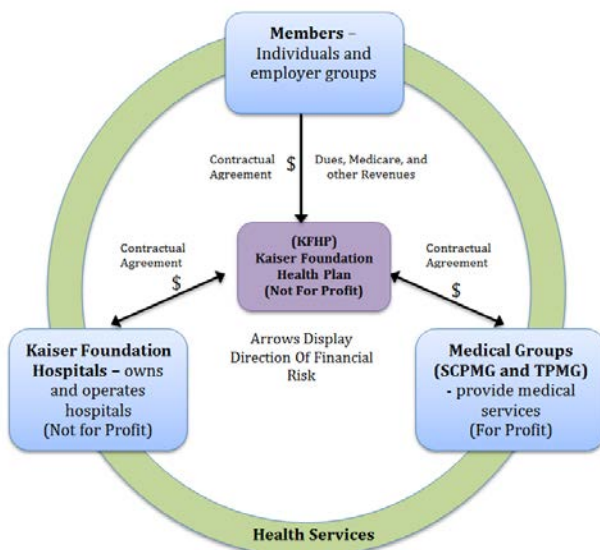 Members –
Individuals and
employer groups
Contractual
Agreement
$
Dues, Medicare, and
other Revenues
(KFHP)
Kaiser Foundation
Health Plan
(Not For Profit)
Contractual
Agreement
$
Contractual
Agreement
$
Arrows Display
Direction Of Financial
Risk
Kaiser Foundation
Hospitals – owns
and operates
hospitals
(Not for Profit)
Medical Groups
(SCPMG and TPMG)
- provide medical
services
(For Profit)
Health Services